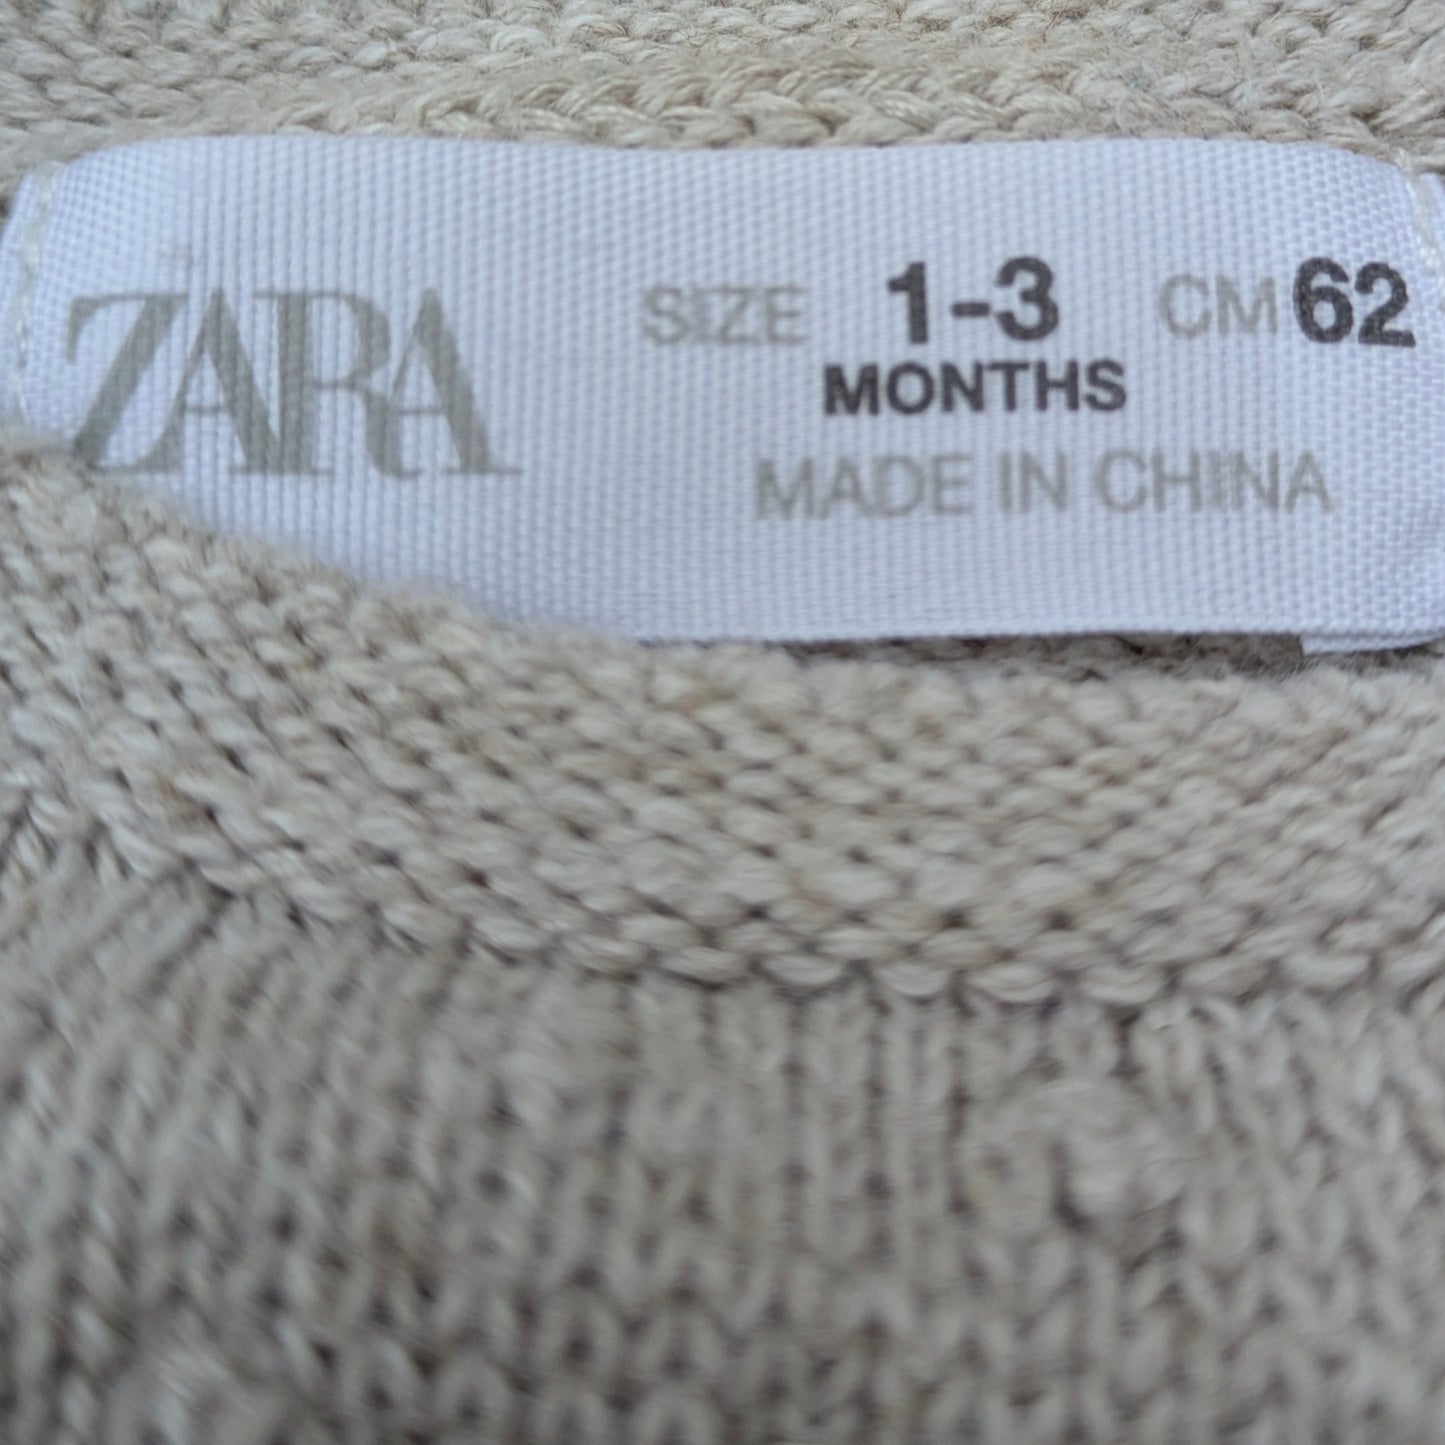 ZARA
SIZE 1-3 CM 62
MONTHS
MADE IN CHINA